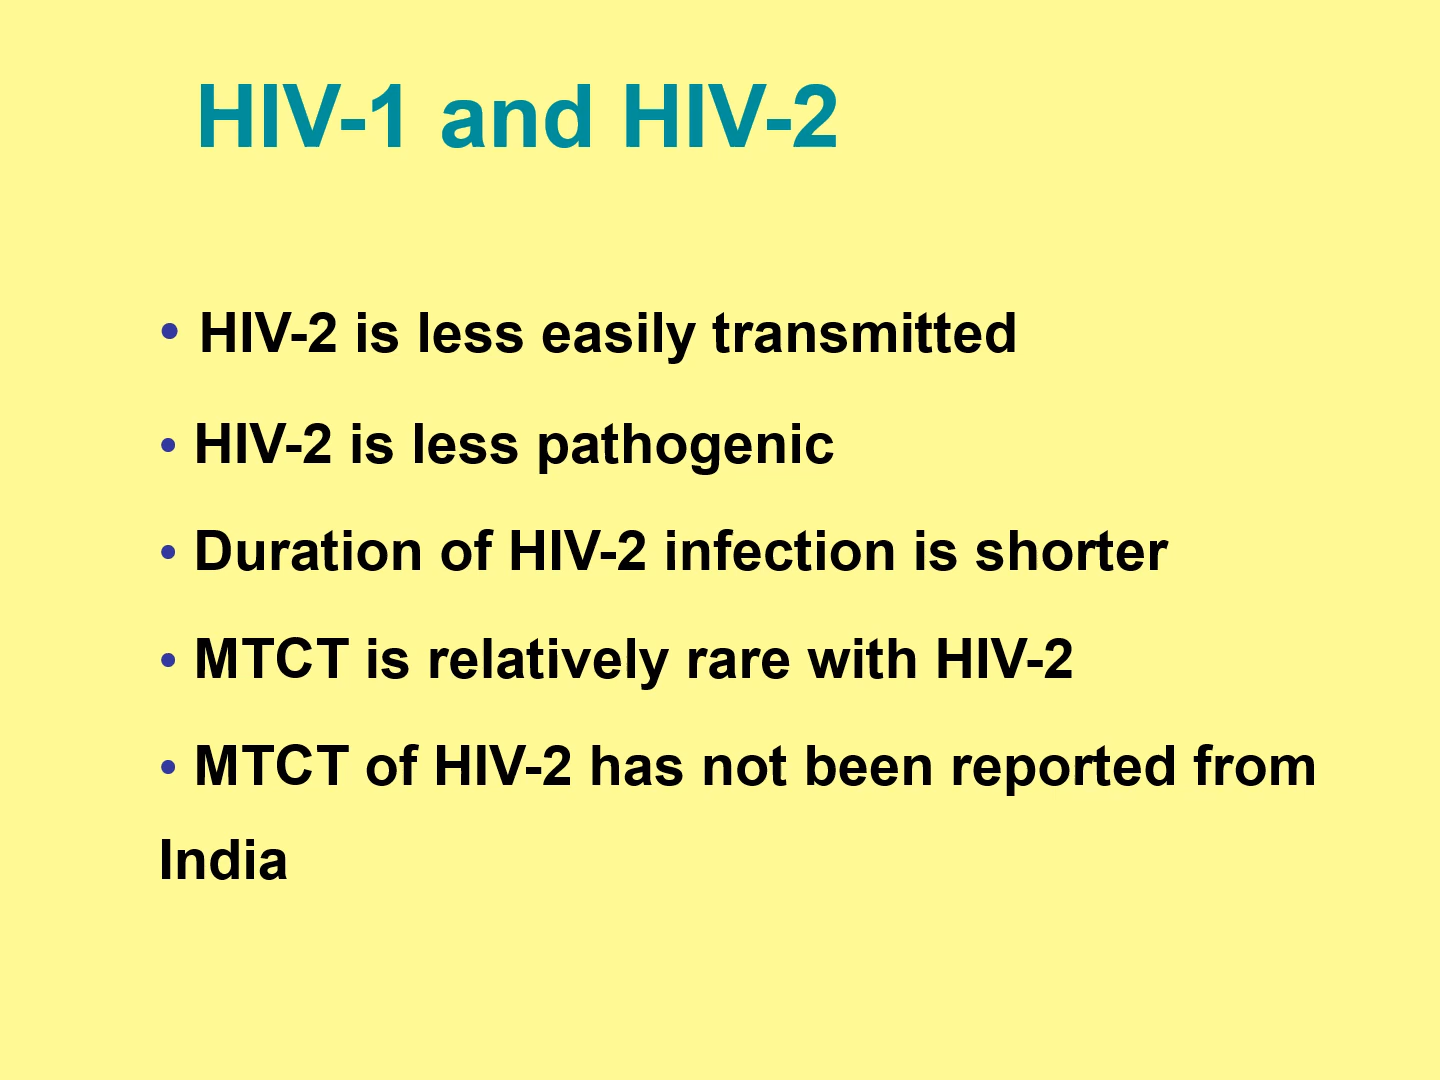 HIV-1 and HIV-2
• HIV-2 is less easily transmitted
• HIV-2 is less pathogenic
• Duration of HIV-2 infection is shorter
• MTCT is relatively rare with HIV-2
• MTCT of HIV-2 has not been reported from
India